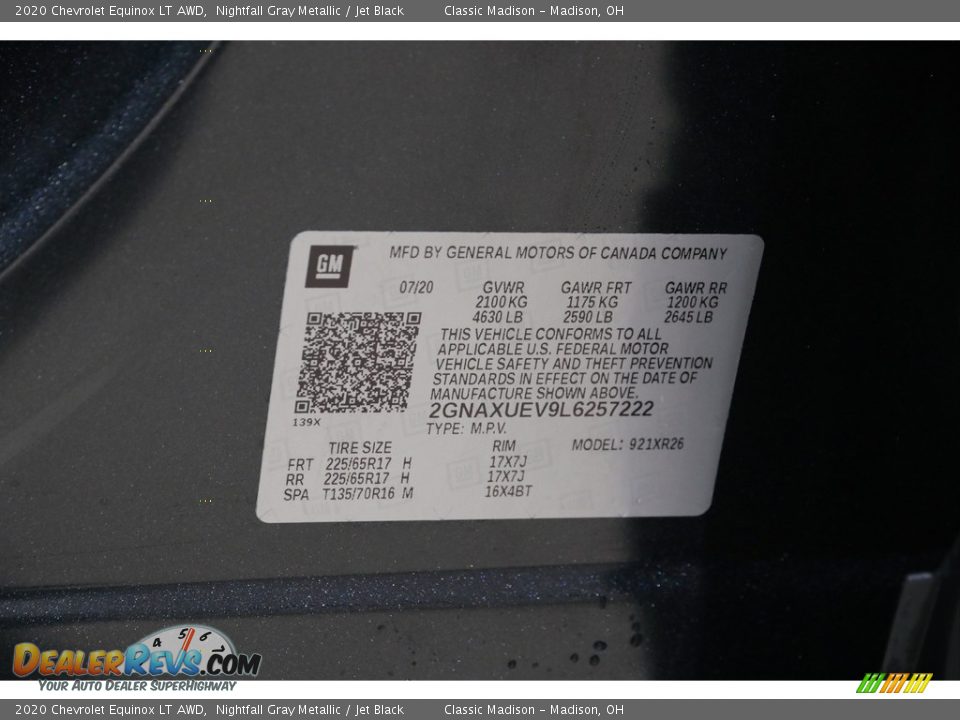 2020 Chevrolet Equinox LT AWD, Nightfall Gray Metallic / Jet Black Classic Madison - Madison, OH
GM
MFD BY GENERAL MOTORS OF CANADA COMPANY
07/20 GVWR GAWR FRT GAWR RR
2100 KG 1175 KG 1200 KG
4630 LB 2590 LB 2645 LB
THIS VEHICLE CONFORMS TO ALL
APPLICABLE U.S. FEDERAL MOTOR
VEHICLE SAFETY AND THEFT PREVENTION
STANDARDS IN EFFECT ON THE DATE OF
MANUFACTURE SHOWN ABOVE.
2GNAXUEV9L6257222
139X
TYPE: M.P.V.
TIRE SIZE RIM MODEL: 921XR26
FRT 225/65R17 H 17X7J
RR 225/65R17 H 17X7J
SPA T135/70R16 M 16X4BT
4 5 6
DealerRevs.com
Your Auto Dealer SuperHighway
2020 Chevrolet Equinox LT AWD, Nightfall Gray Metallic / Jet Black Classic Madison - Madison, OH